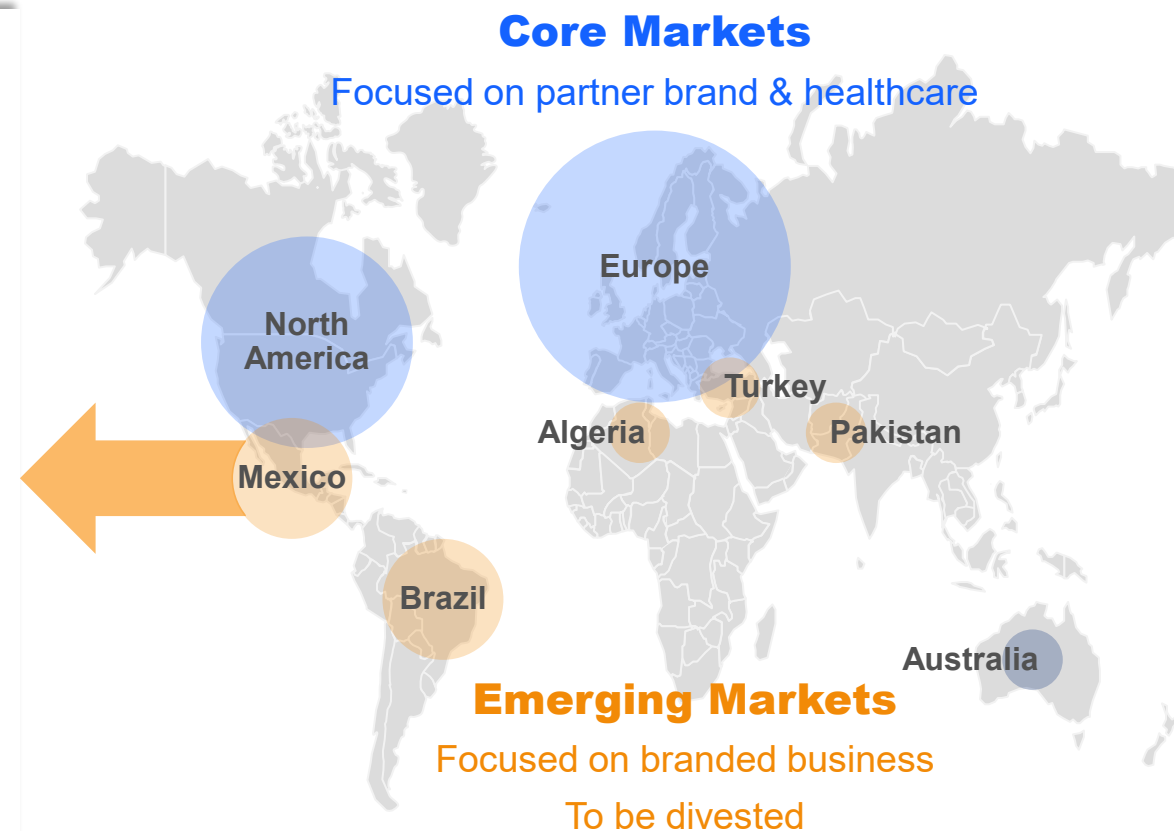 Core Markets
Focused on partner brand & healthcare
Europe
North
America
Turkey
Algeria
Pakistan
Mexico
Brazil
Australia
Emerging Markets
Focused on branded business
To be divested